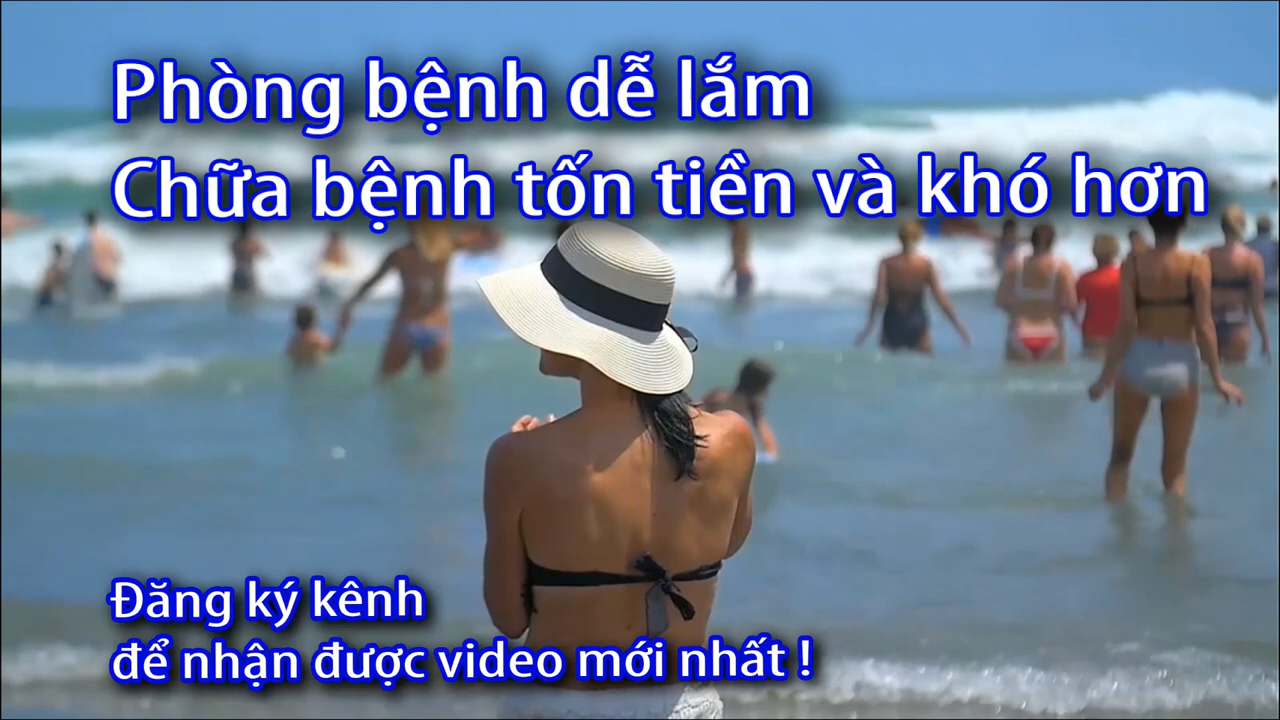 Phòng bệnh dễ lắm
Chữa bệnh tốn tiền và khó hơn
Đăng ký kênh
để nhận được video mới nhất !